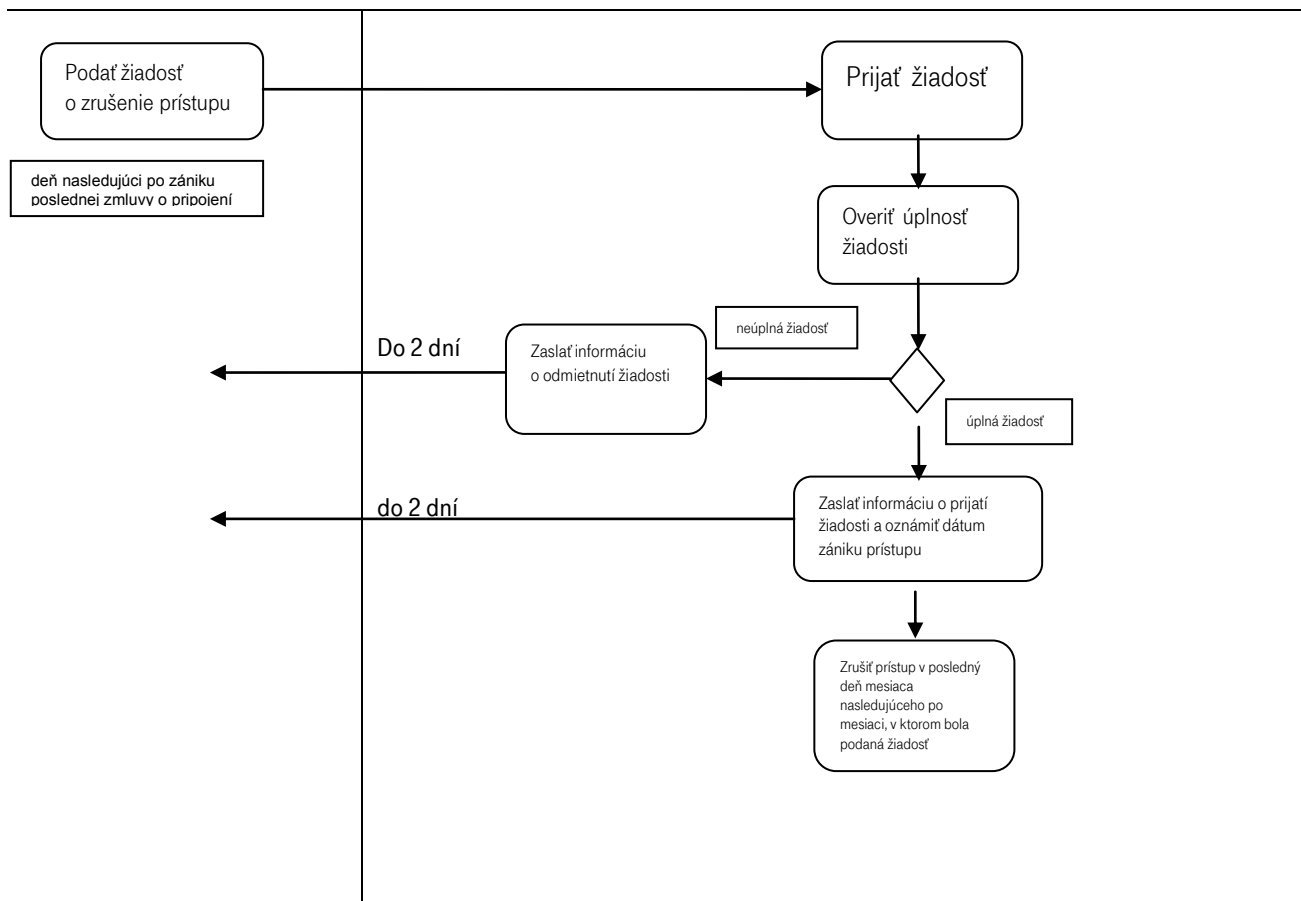 Podať žiadosť
o zrušenie prístupu
Prijať žiadosť
deň nasledujúci po zániku
poslednej zmluvy o pripojení
Overiť úplnosť
žiadosti
neúplná žiadosť
Do 2 dní
Zaslať informáciu
o odmietnutí žiadosti
úplná žiadosť
do 2 dní
Zaslať informáciu o prijatí
žiadosti a oznámiť dátum
zániku prístupu
Zrušiť prístup v posledný
deň mesiaca
nasledujúceho po
mesiaci, v ktorom bola
podaná žiadosť